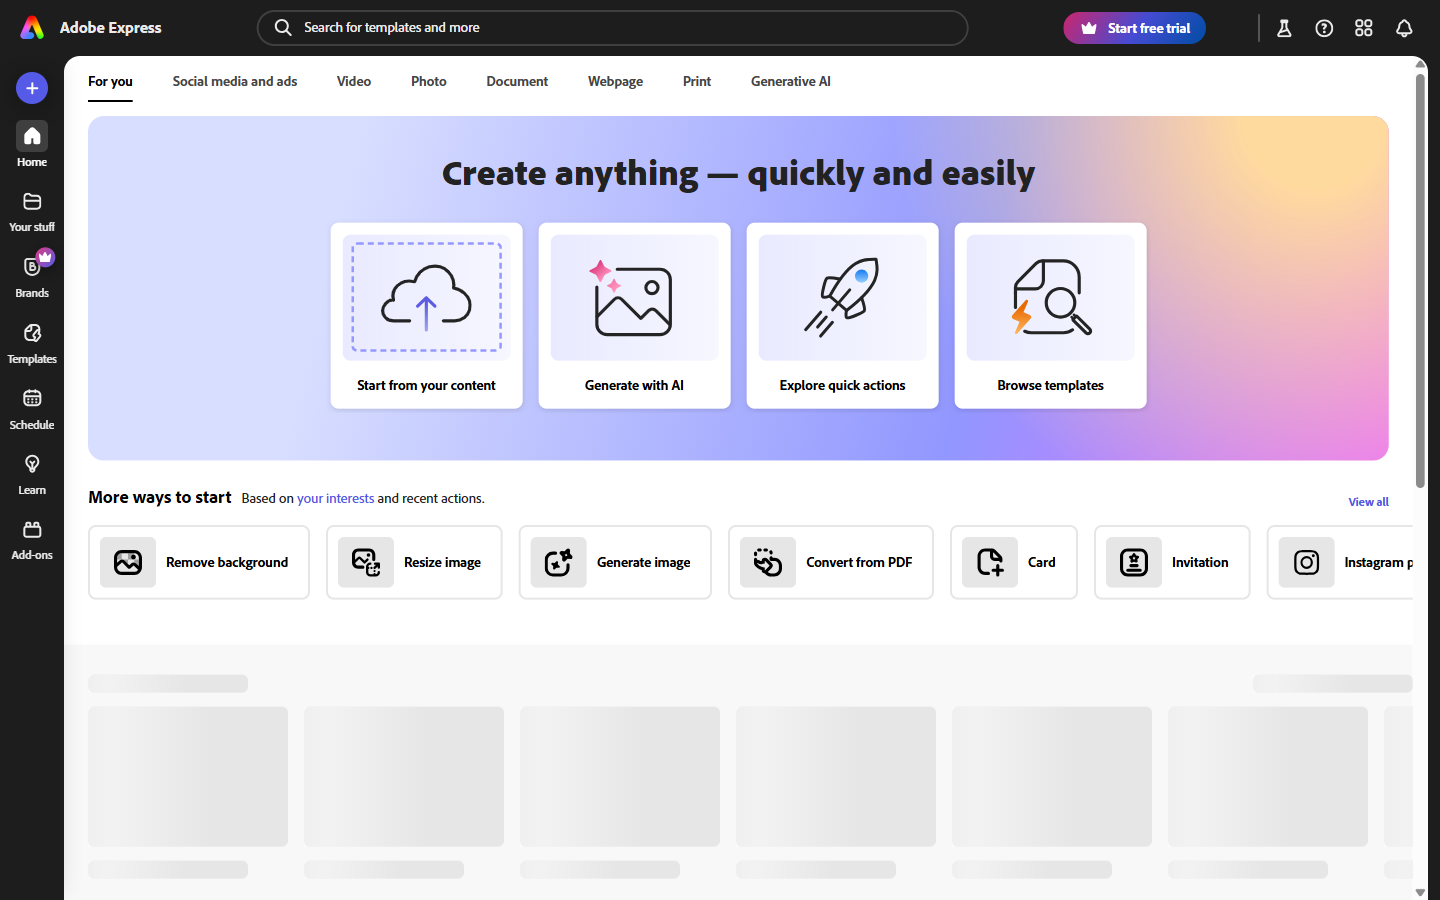 Adobe Express
Search for templates and more
Start free trial
For you
Social media and ads
Video
Photo
Document
Webpage
Print
Generative AI
Home
Your stuff
Brands
Templates
Schedule
Learn
Add-ons
Create anything — quickly and easily
Start from your content
Generate with AI
Explore quick actions
Browse templates
More ways to start
Based on your interests and recent actions.
View all
Remove background
Resize image
Generate image
Convert from PDF
Card
Invitation
Instagram p